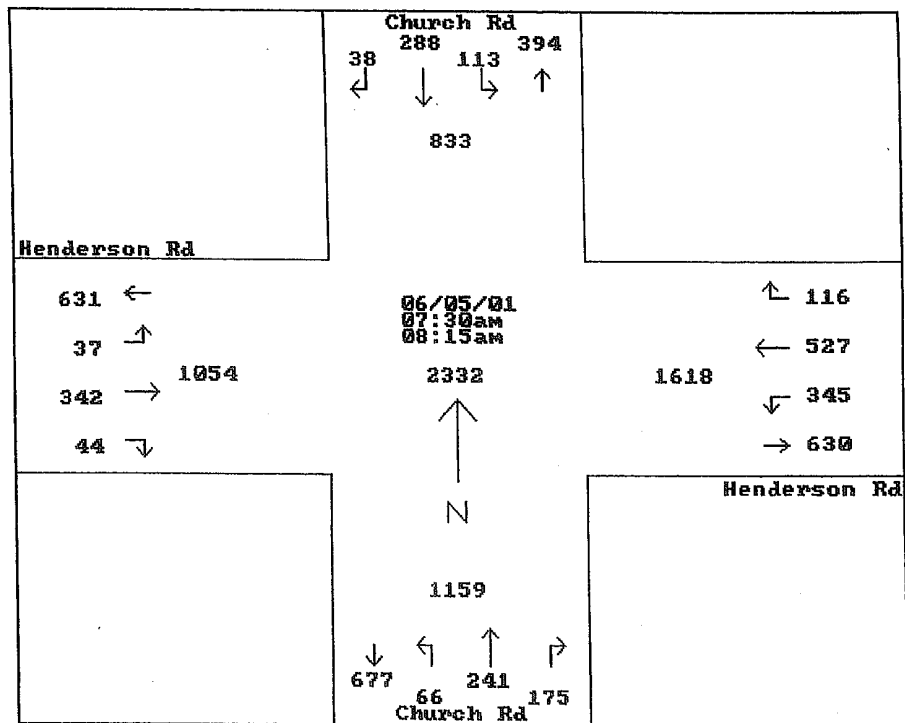 Church Rd
288 394
38 113
833
Henderson Rd
631
37
342
44
1054
06/05/01
07:30am
08:15am
2332
1618
116
527
345
630
Henderson Rd
N
1159
677 241
66 175
Church Rd